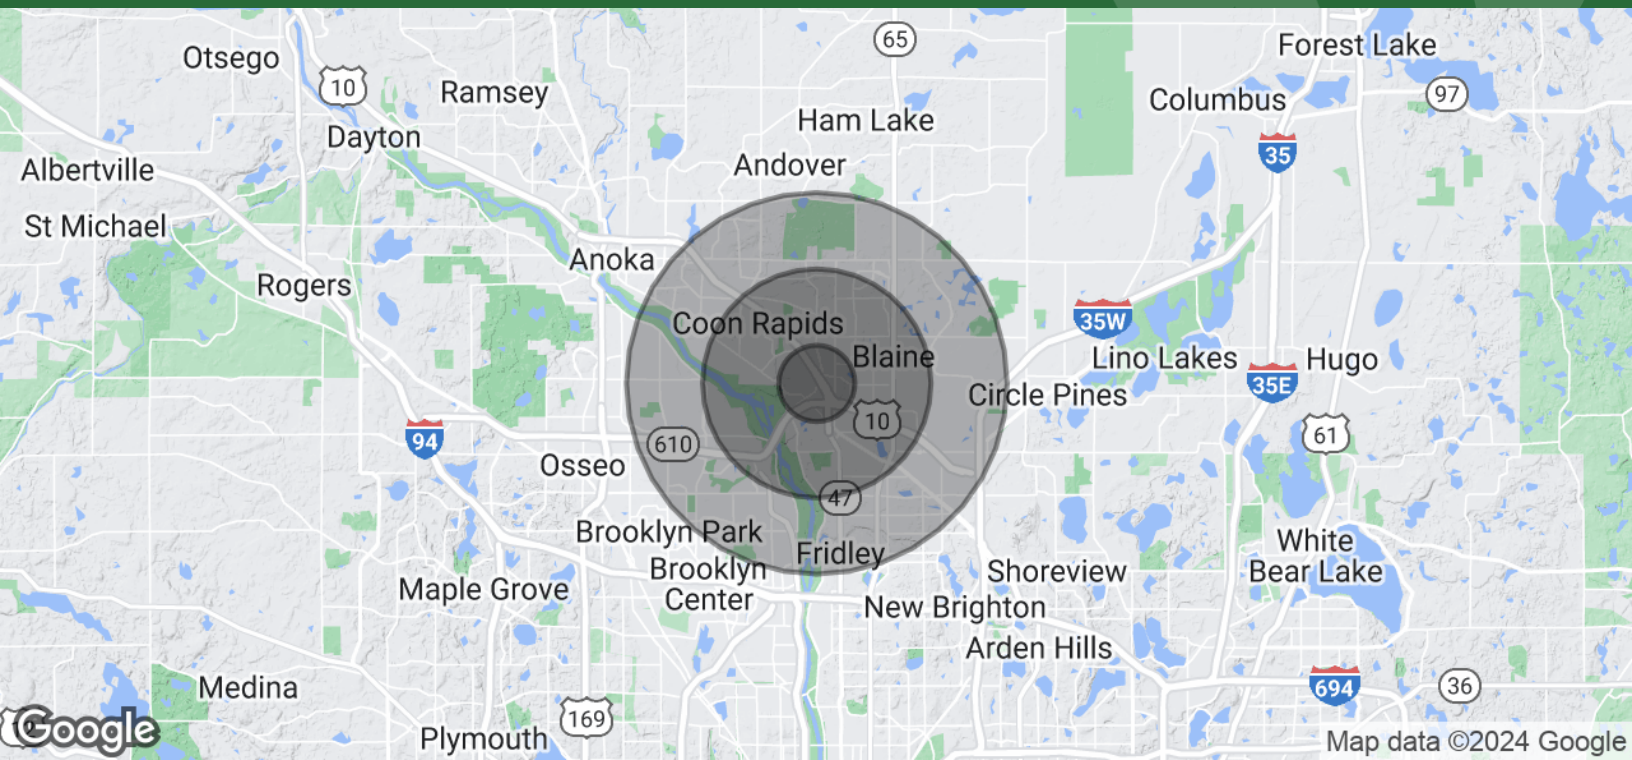 65
Forest Lake
Otsego
10
Ramsey
97
Columbus
Ham Lake
Dayton
35
Andover
Albertville
St Michael
Anoka
Rogers
35W
Coon Rapids
Blaine
Lino Lakes
Hugo
35E
Circle Pines
10
61
94
610
Osseo
47
Brooklyn Park
White
Bear Lake
Fridley
Brooklyn
Center
Shoreview
Maple Grove
New Brighton
Arden Hills
Medina
694
36
169
Google
Plymouth
Map data ©2024 Google